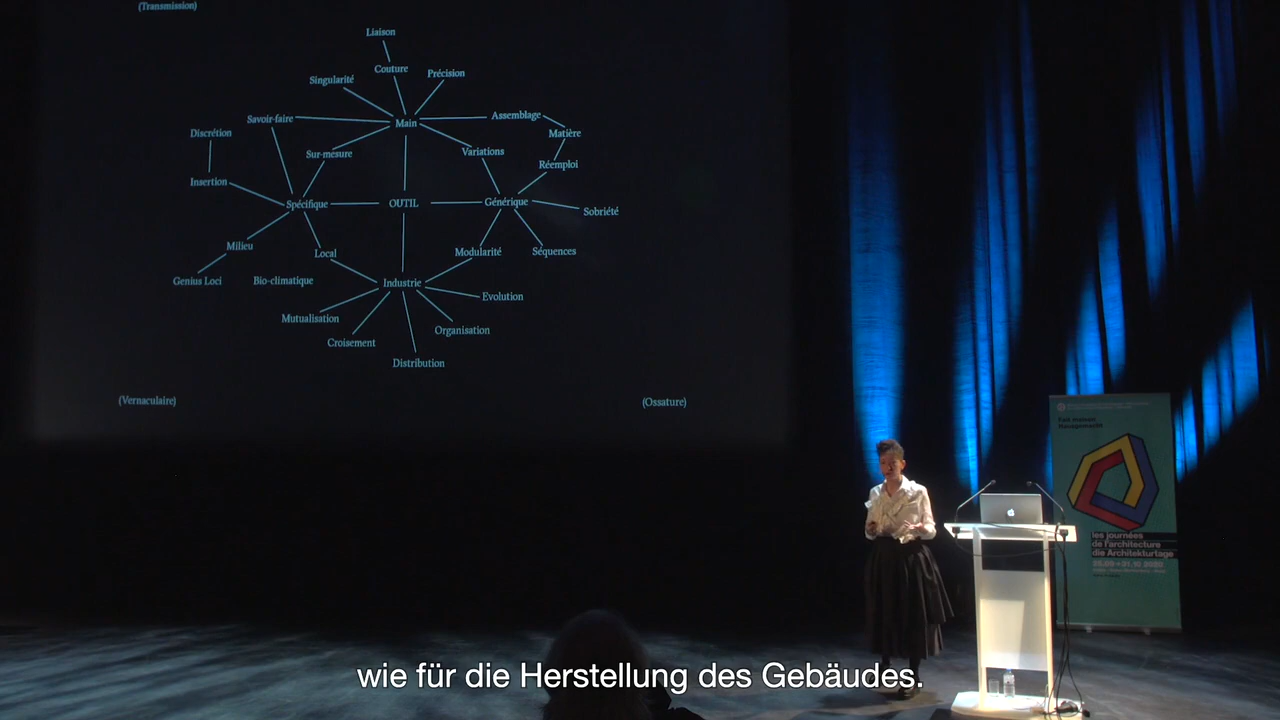 (Transmission)
Liaison
Couture
Précision
Singularité
Savoir-faire
Main
Assemblage
Discrétion
Matière
Sur-mesure
Variations
Réemploi
Insertion
Spécifique
OUTIL
Générique
Sobriété
Milieu
Local
Modularité
Séquences
Genius Loci
Bio-climatique
Industrie
Evolution
Mutualisation
Organisation
Croisement
Distribution
(Vernaculaire)
(Ossature)
les journées
de l'architecture
die Architekturtage
wie für die Herstellung des Gebäudes.